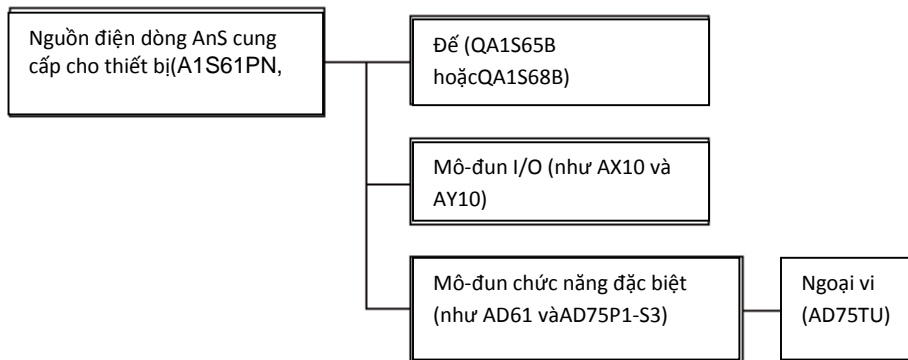 Nguồn điện dòng AnS cung
cấp cho thiết bị(A1S61PN,
Đế (QA1S65B
hoặcQA1S68B)
Mô-đun I/O (như AX10 và
AY10)
Mô-đun chức năng đặc biệt
(như AD61 vàAD75P1-S3)
Ngoại vi
(AD75TU)